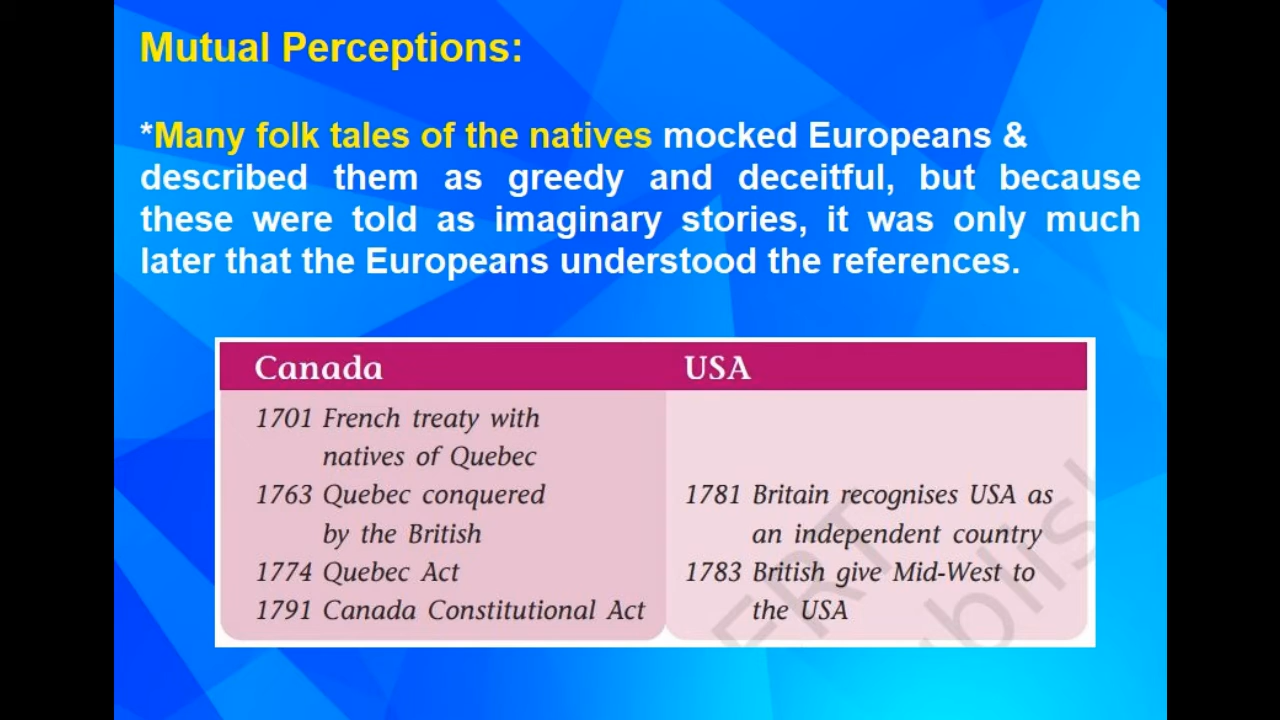 Mutual Perceptions:
*Many folk tales of the natives mocked Europeans &
described them as greedy and deceitful, but because
these were told as imaginary stories, it was only much
later that the Europeans understood the references.
Canada
1701 French treaty with
natives of Quebec
1763 Quebec conquered
by the British
1774 Quebec Act
1791 Canada Constitutional Act
USA
1781 Britain recognises USA as
an independent country
1783 British give Mid-West to
the USA